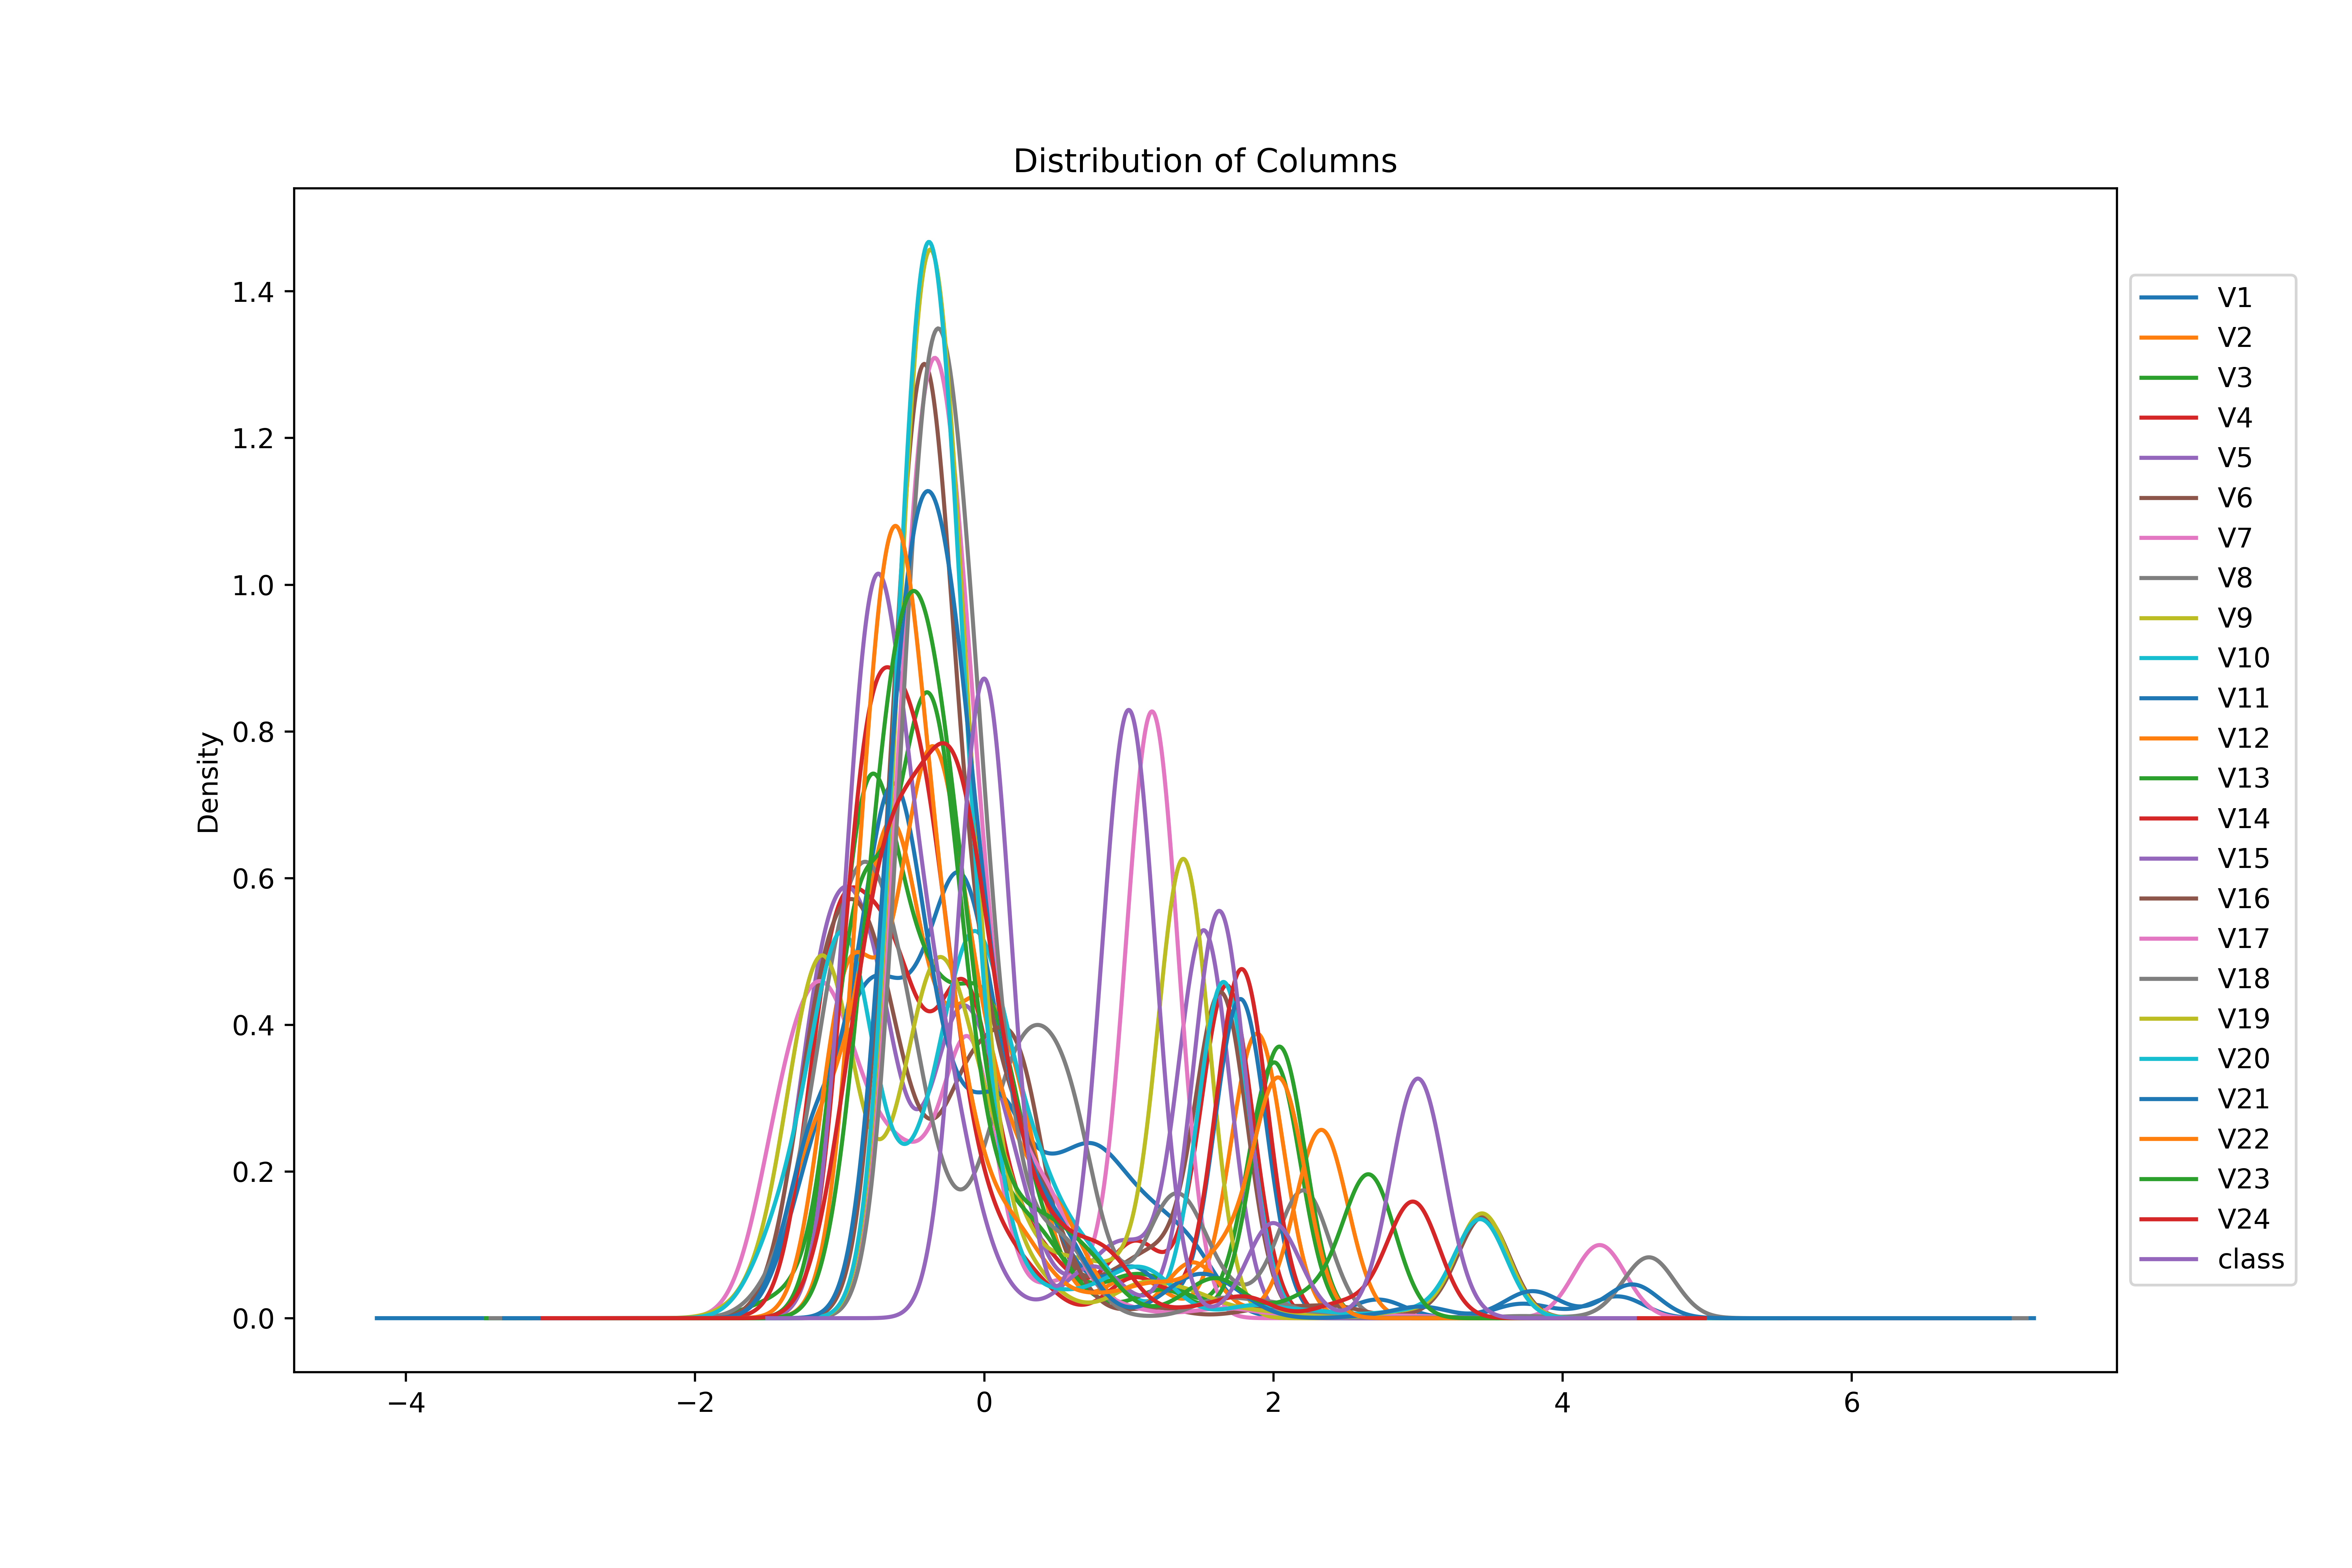 Distribution of Columns
Density
1.4
1.2
1.0
0.8
0.6
0.4
0.2
0.0
−4
−2
0
2
4
6
V1
V2
V3
V4
V5
V6
V7
V8
V9
V10
V11
V12
V13
V14
V15
V16
V17
V18
V19
V20
V21
V22
V23
V24
class